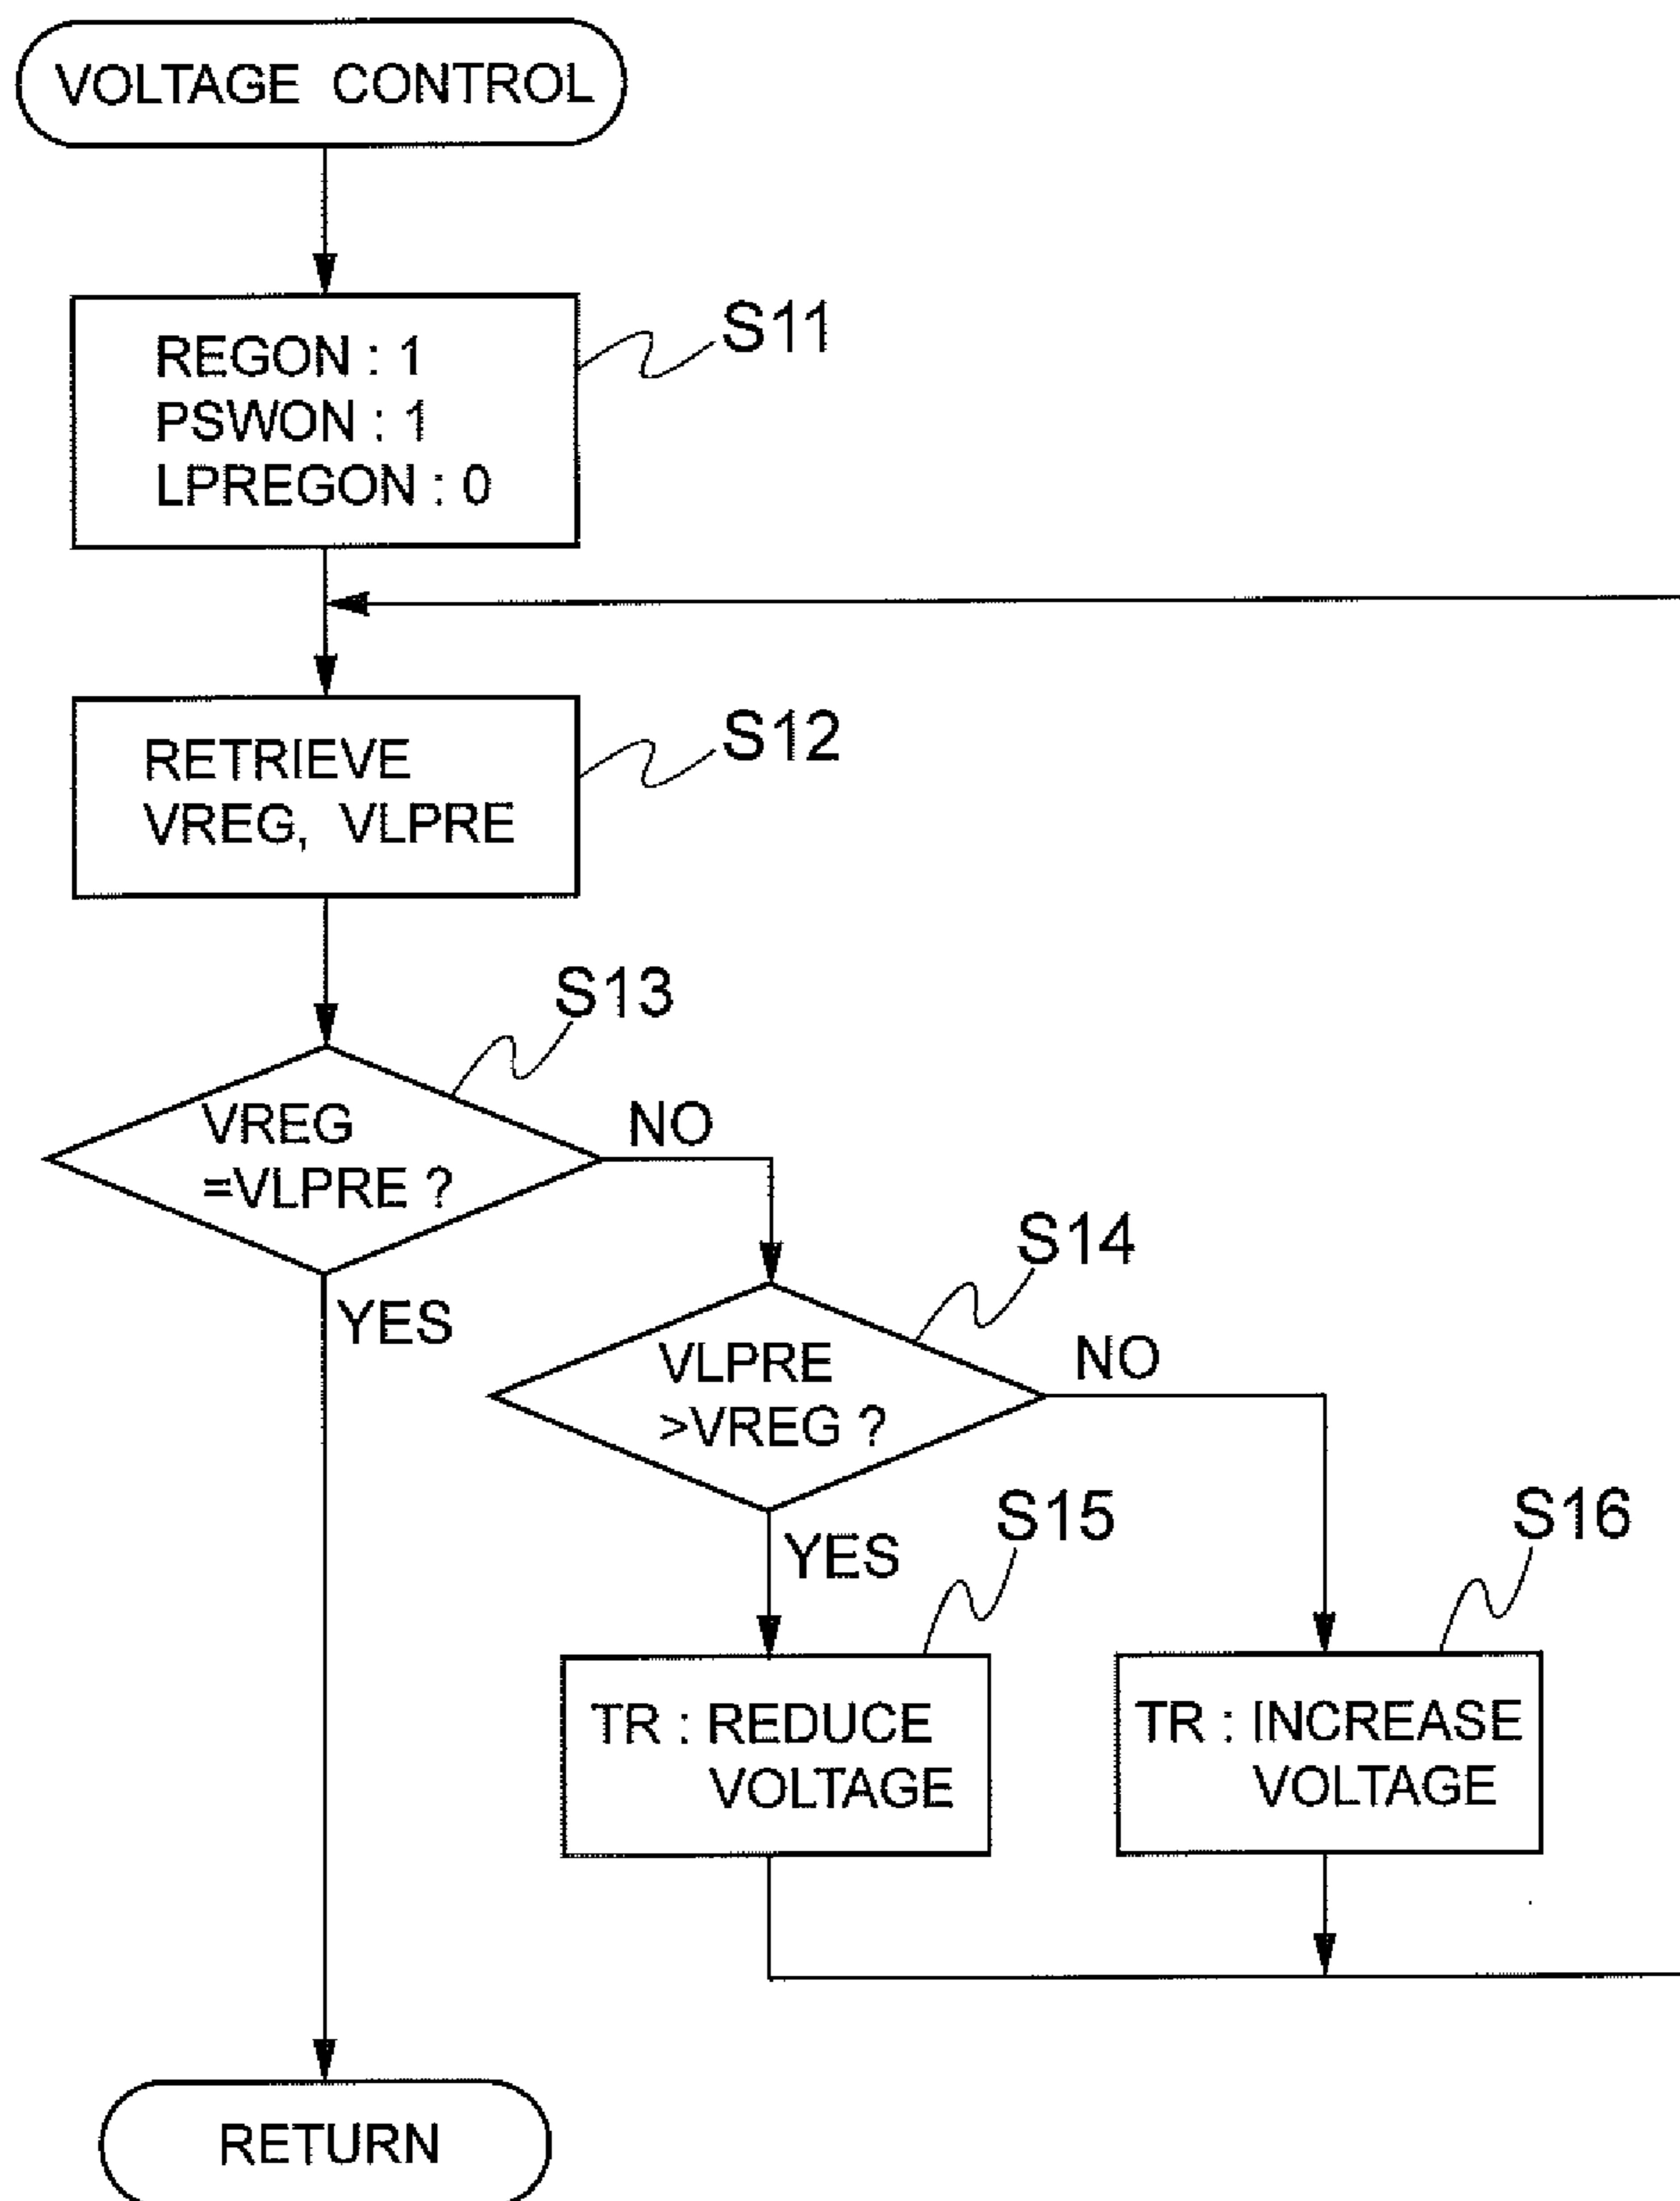 VOLTAGE CONTROL
S11
REGON : 1
PSWON : 1
LPREGON : 0
S12
RETRIEVE
VREG, VLPRE
S13
VREG
=VLPRE ?
NO
YES
S14
VLPRE
>VREG ?
NO
YES
S15
TR : REDUCE
VOLTAGE
S16
TR : INCREASE
VOLTAGE
RETURN